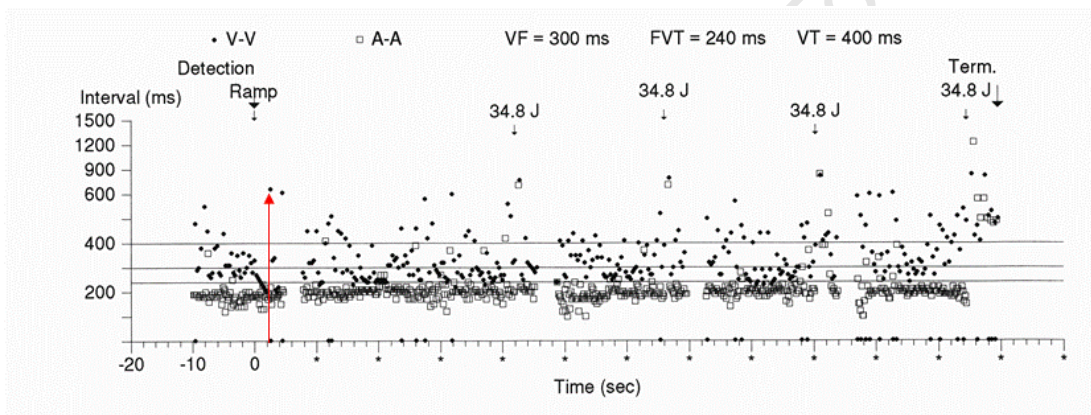 V-V A-A VF = 300 ms FVT = 240 ms VT = 400 ms
Detection
Ramp
Term.
Interval (ms)
34.8 J
34.8 J
34.8 J
34.8 J
1500
1200
900
600
400
200
-20 -10 0 * * * * * * * * * * * * *
Time (sec)